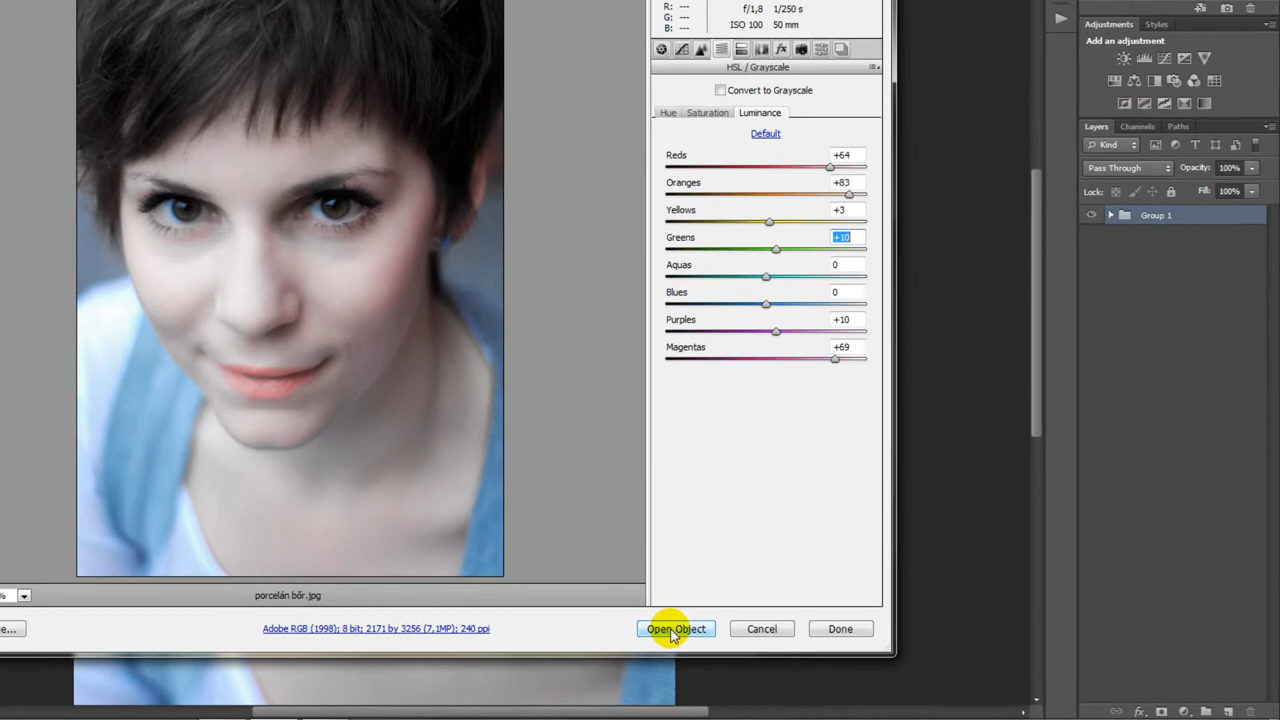 R: ---
G: ---
B: ---
f/1,8 1/250 s
ISO 100 50 mm
HSL / Grayscale
Convert to Grayscale
Hue Saturation Luminance
Default
Reds +64
Oranges +83
Yellows +3
Greens +10
Aquas 0
Blues 0
Purples +10
Magentas +69
% porcelán bőr.jpg
e... Adobe RGB (1998); 8 bit; 2171 by 3256 (7,1MP); 240 ppi Open Object Cancel Done
Adjustments Styles
Add an adjustment
Layers Channels Paths
Kind
Pass Through Opacity: 100%
Lock: Fill: 100%
Group 1
fx